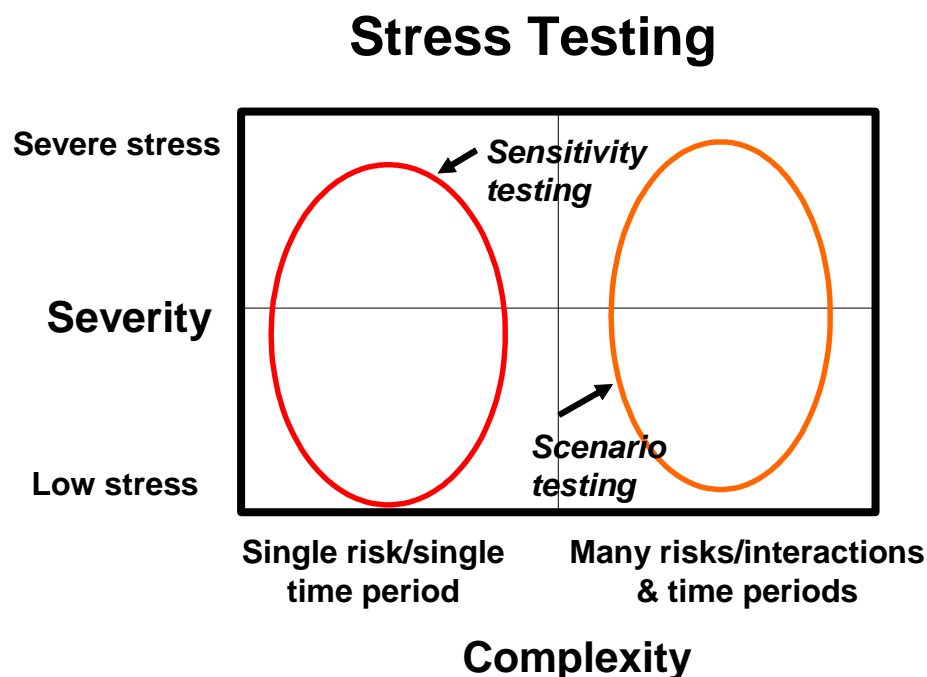 Stress Testing
Severe stress
Sensitivity
testing
Severity
Scenario
testing
Low stress
Single risk/single
time period
Many risks/interactions
& time periods
Complexity